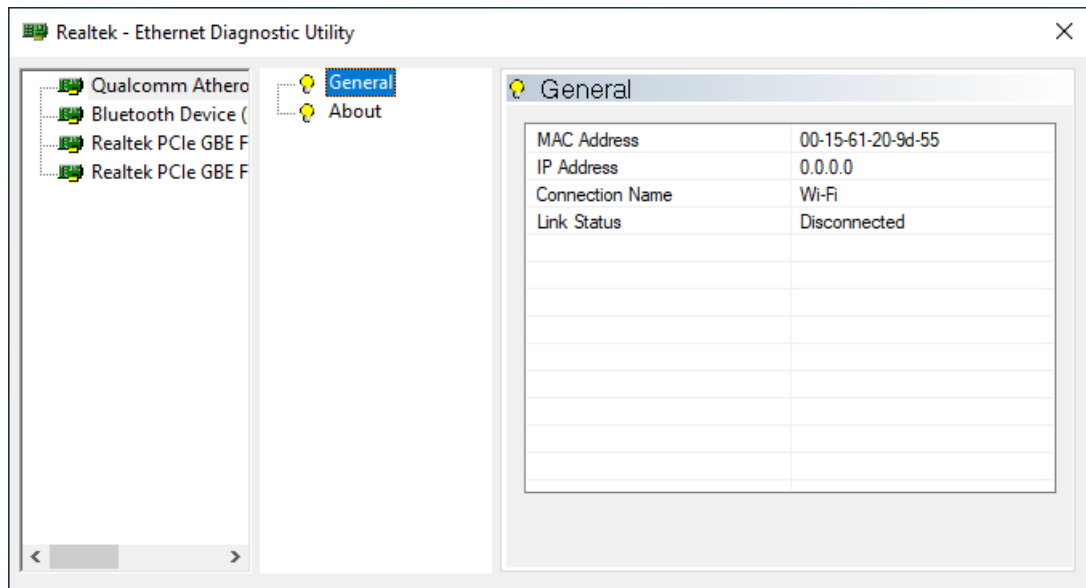 Realtek - Ethernet Diagnostic Utility
Qualcomm Athero
Bluetooth Device (
Realtek PCIe GBE F
Realtek PCIe GBE F
General
About
General
MAC Address 00-15-61-20-9d-55
IP Address 0.0.0.0
Connection Name Wi-Fi
Link Status Disconnected